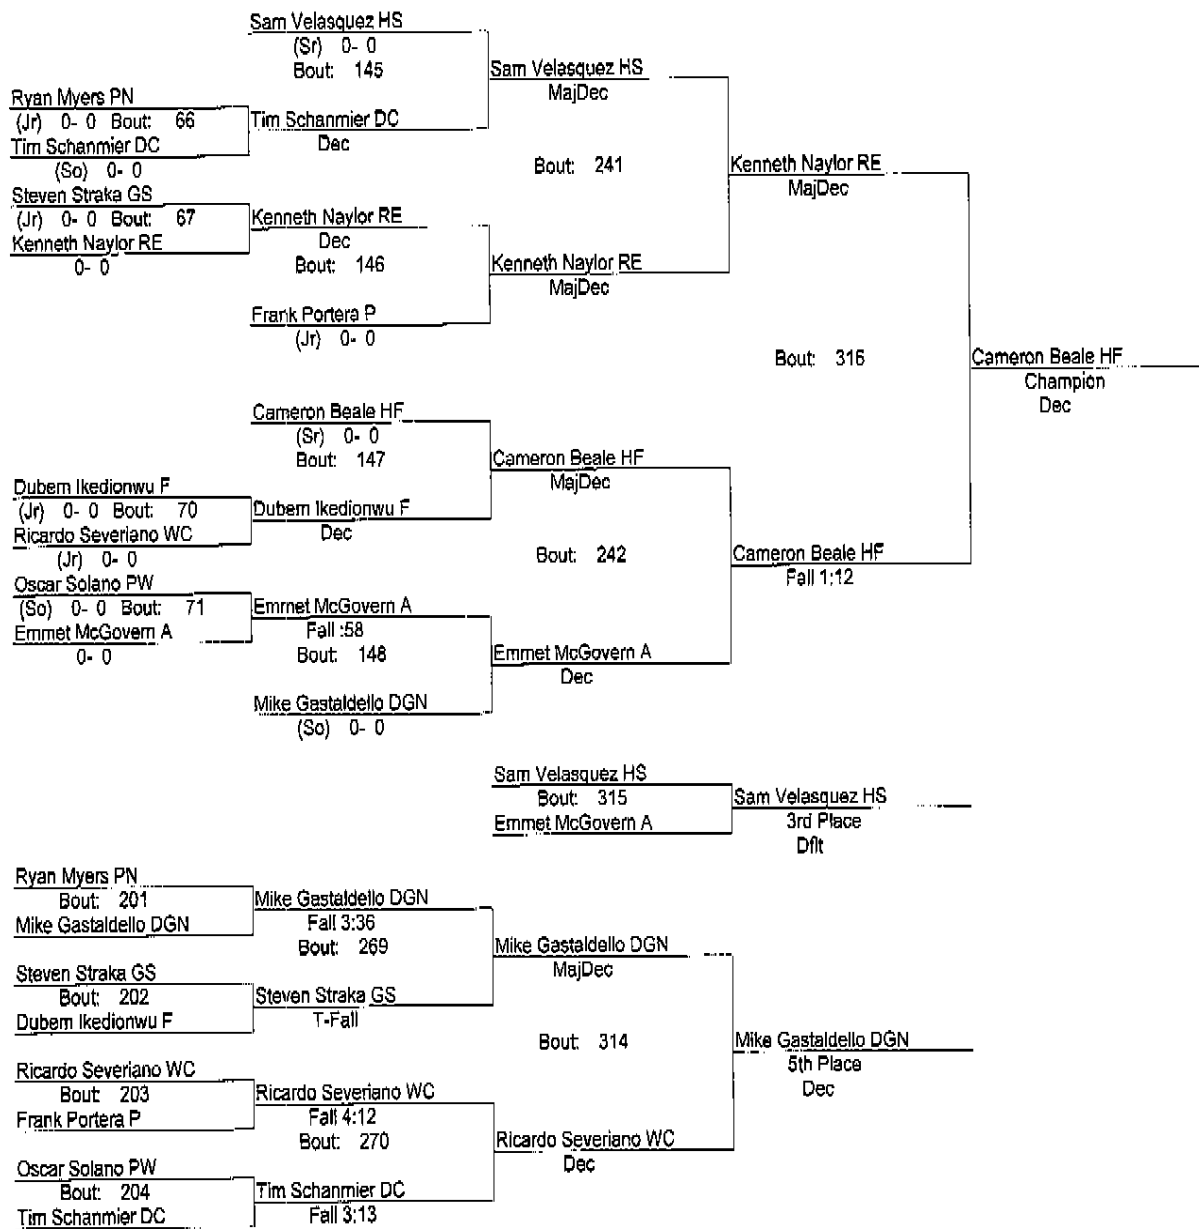 Sam Velasquez HS
(Sr) 0- 0
Bout: 145
Sam Velasquez HS
MajDec
Ryan Myers PN
(Jr) 0- 0 Bout: 66
Tim Schanmier DC
(So) 0- 0
Tim Schanmier DC
Dec
Bout: 241
Kenneth Naylor RE
MajDec
Steven Straka GS
(Jr) 0- 0 Bout: 67
Kenneth Naylor RE
0- 0
Kenneth Naylor RE
Dec
Bout: 146
Kenneth Naylor RE
MajDec
Frank Portera P
(Jr) 0- 0
Bout: 316
Cameron Beale HF
Champion
Dec
Cameron Beale HF
(Sr) 0- 0
Bout: 147
Cameron Beale HF
MajDec
Dubem Ikedionwu F
(Jr) 0- 0 Bout: 70
Ricardo Severiano WC
(Jr) 0- 0
Dubem Ikedionwu F
Dec
Bout: 242
Cameron Beale HF
Fall 1:12
Oscar Solano PW
(So) 0- 0 Bout: 71
Emmet McGovern A
0- 0
Emmet McGovern A
Fall :58
Bout: 148
Emmet McGovern A
Dec
Mike Gastaldello DGN
(So) 0- 0
Sam Velasquez HS
Bout: 315
Emmet McGovern A
Sam Velasquez HS
3rd Place
Dflt
Ryan Myers PN
Bout: 201
Mike Gastaldello DGN
Mike Gastaldello DGN
Fall 3:36
Bout: 269
Mike Gastaldello DGN
MajDec
Steven Straka GS
Bout: 202
Dubem Ikedionwu F
Steven Straka GS
T-Fall
Bout: 314
Mike Gastaldello DGN
5th Place
Dec
Ricardo Severiano WC
Bout: 203
Frank Portera P
Ricardo Severiano WC
Fall 4:12
Bout: 270
Ricardo Severiano WC
Dec
Oscar Solano PW
Bout: 204
Tim Schanmier DC
Tim Schanmier DC
Fall 3:13